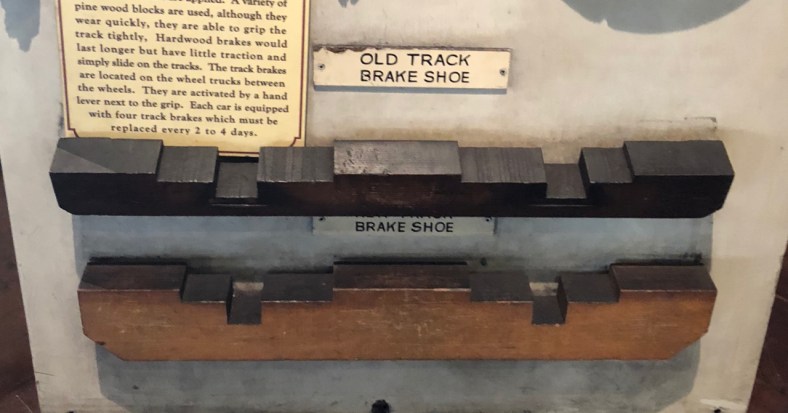 applied. A variety of
pine wood blocks are used, although they
wear quickly, they are able to grip the
track tightly, Hardwood brakes would
last longer but have little traction and
simply slide on the tracks. The track brakes
are located on the wheel trucks between
the wheels. They are activated by a hand
lever next to the grip. Each car is equipped
with four track brakes which must be
replaced every 2 to 4 days.
OLD TRACK
BRAKE SHOE
TRACK
BRAKE SHOE